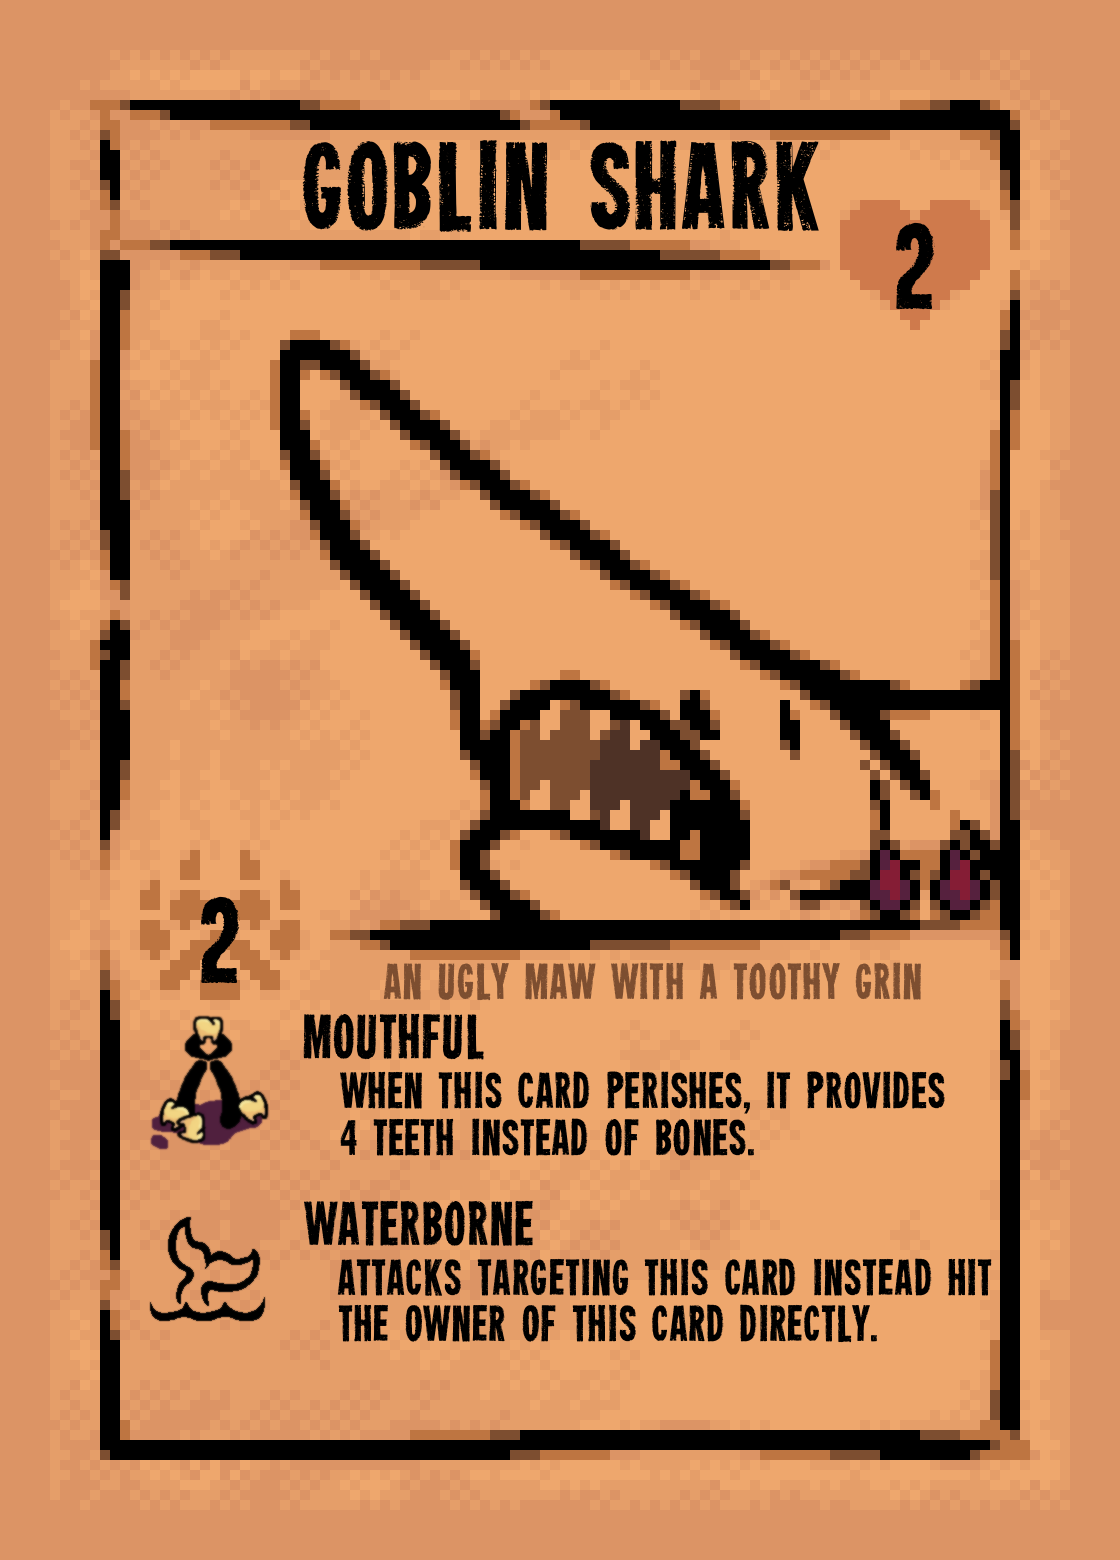 GOBLIN SHARK
2
2
AN UGLY MAW WITH A TOOTHY GRIN
MOUTHFUL
WHEN THIS CARD PERISHES, IT PROVIDES
4 TEETH INSTEAD OF BONES.
WATERBORNE
ATTACKS TARGETING THIS CARD INSTEAD HIT
THE OWNER OF THIS CARD DIRECTLY.